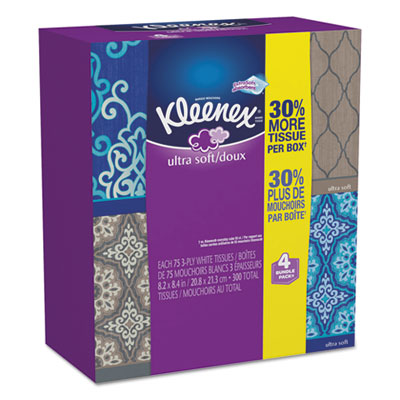 Kleenex®
ultra soft/doux
30%
MORE
TISSUE
PER BOX†
30%
PLUS DE
MOUCHOIRS
PAR BOÎTE†
EACH 75 3-PLY WHITE TISSUES / BOÎTES
DE 75 MOUCHOIRS BLANCS 3 ÉPAISSEURS
8.2 x 8.4 in / 20.8 x 21.3 cm • 300 TOTAL
TISSUES / MOUCHOIRS AU TOTAL
4
BUNDLE
PACK
ultra soft
ultra soft